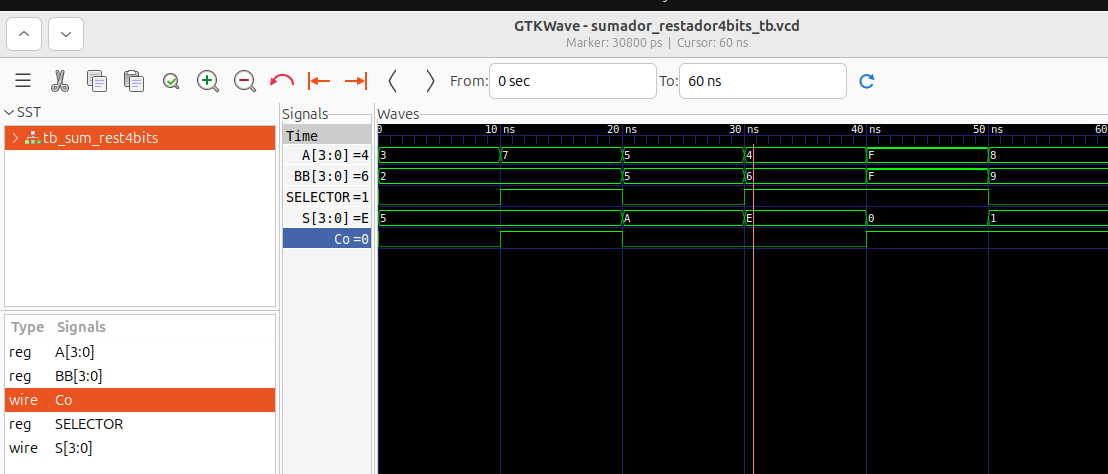 GTKWave - sumador_restador4bits_tb.vcd
Marker: 30800 ps | Cursor: 60 ns
From: 0 sec To: 60 ns
SST
tb_sum_rest4bits
Type Signals
reg A[3:0]
reg BB[3:0]
wire Co
reg SELECTOR
wire S[3:0]
Signals
Time
A[3:0] =4
BB[3:0] =6
SELECTOR =1
S[3:0] =E
Co =0
Waves
0 10 ns 20 ns 30 ns 40 ns 50 ns 60
3 7 5 4 F 8
2 5 6 F 9
5 A E 0 1